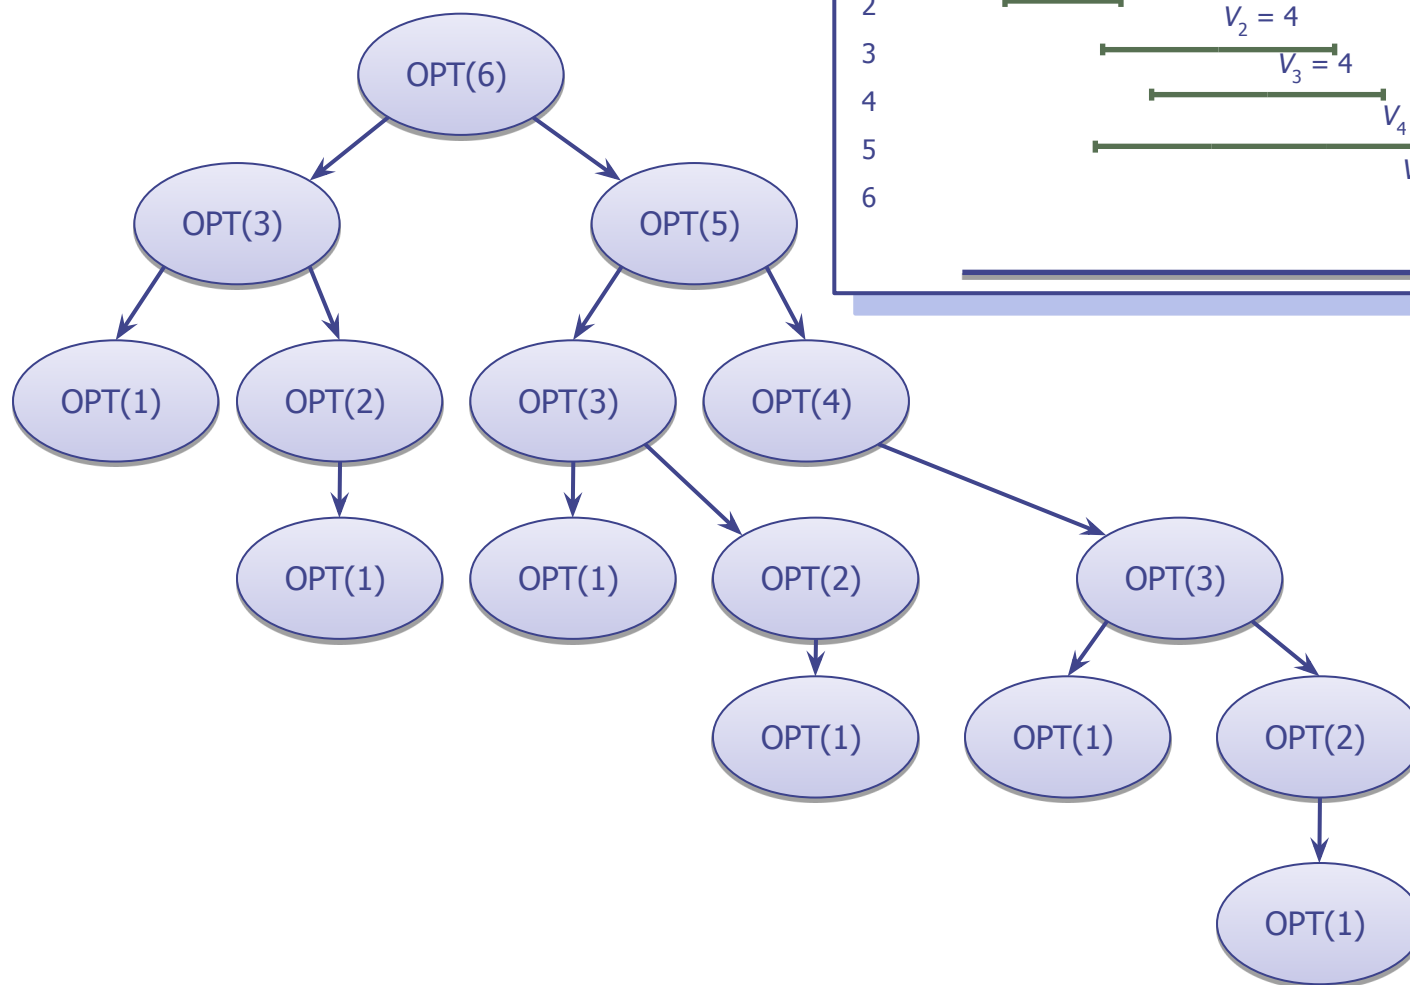 2
V2 = 4
3
V3 = 4
4
V4
5
6
OPT(6)
OPT(3) OPT(5)
OPT(1) OPT(2) OPT(3) OPT(4)
OPT(1) OPT(1) OPT(2) OPT(3)
OPT(1) OPT(1) OPT(2)
OPT(1)